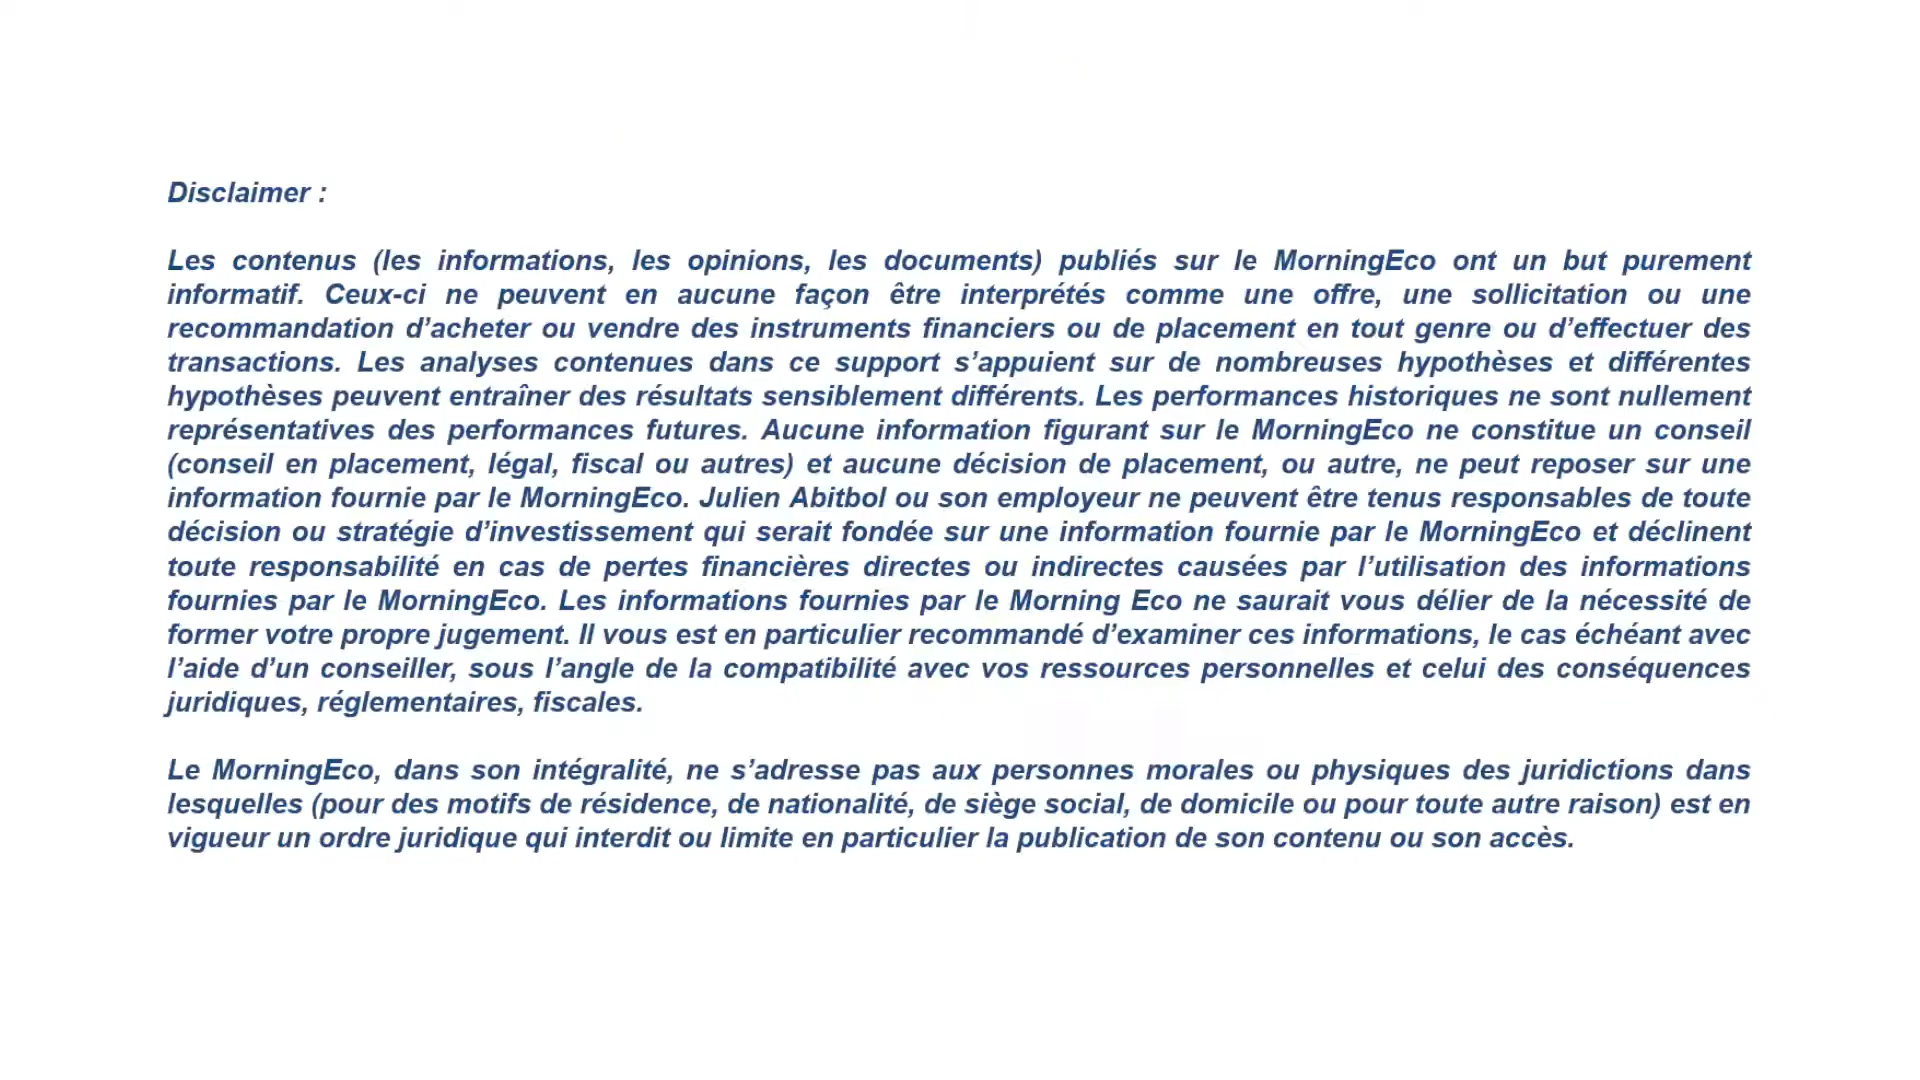 Disclaimer :
Les contenus (les informations, les opinions, les documents) publiés sur le MorningEco ont un but purement
informatif. Ceux-ci ne peuvent en aucune façon être interprétés comme une offre, une sollicitation ou une
recommandation d’acheter ou vendre des instruments financiers ou de placement en tout genre ou d’effectuer des
transactions. Les analyses contenues dans ce support s’appuient sur de nombreuses hypothèses et différentes
hypothèses peuvent entraîner des résultats sensiblement différents. Les performances historiques ne sont nullement
représentatives des performances futures. Aucune information figurant sur le MorningEco ne constitue un conseil
(conseil en placement, légal, fiscal ou autres) et aucune décision de placement, ou autre, ne peut reposer sur une
information fournie par le MorningEco. Julien Abitbol ou son employeur ne peuvent être tenus responsables de toute
décision ou stratégie d’investissement qui serait fondée sur une information fournie par le MorningEco et déclinent
toute responsabilité en cas de pertes financières directes ou indirectes causées par l’utilisation des informations
fournies par le MorningEco. Les informations fournies par le Morning Eco ne saurait vous délier de la nécessité de
former votre propre jugement. Il vous est en particulier recommandé d’examiner ces informations, le cas échéant avec
l’aide d’un conseiller, sous l’angle de la compatibilité avec vos ressources personnelles et celui des conséquences
juridiques, réglementaires, fiscales.
Le MorningEco, dans son intégralité, ne s’adresse pas aux personnes morales ou physiques des juridictions dans
lesquelles (pour des motifs de résidence, de nationalité, de siège social, de domicile ou pour toute autre raison) est en
vigueur un ordre juridique qui interdit ou limite en particulier la publication de son contenu ou son accès.